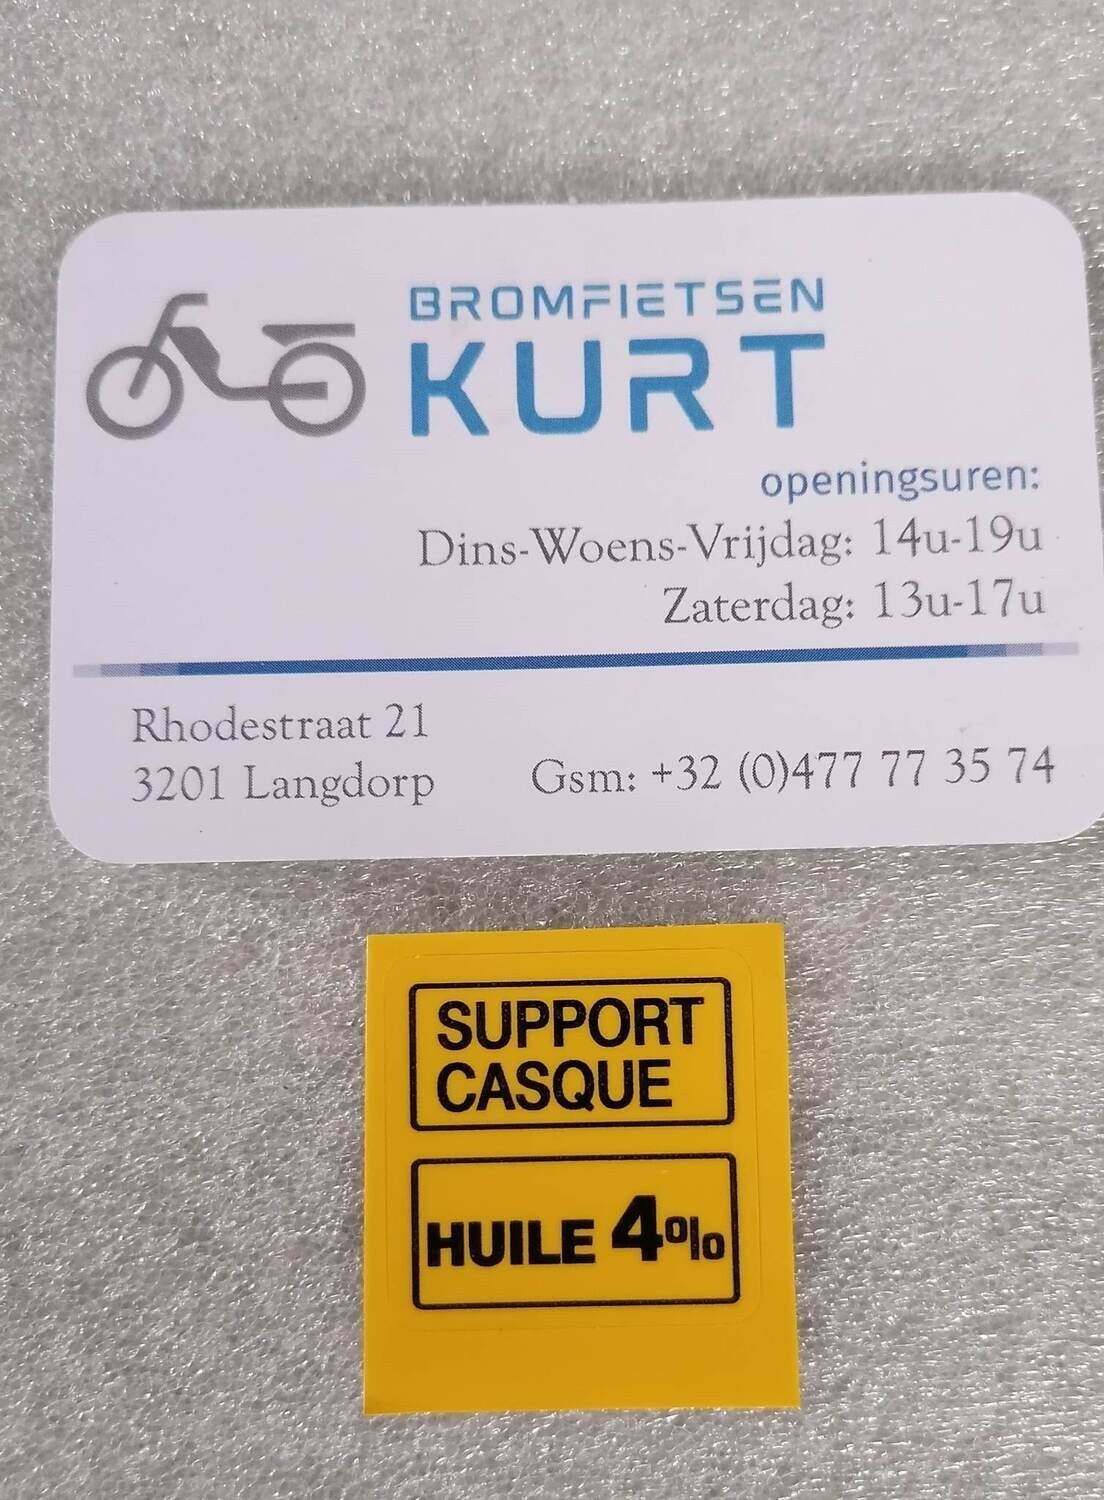 BROMFIETSEN
KURT
openingsuren:
Dins-Woens-Vrijdag: 14u-19u
Zaterdag: 13u-17u
Rhodestraat 21
3201 Langdorp
Gsm: +32 (0)477 77 35 74
SUPPORT
CASQUE
HUILE 4%